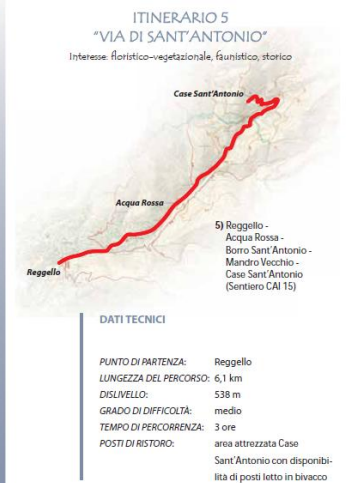 ITINERARIO 5
"VIA DI SANT'ANTONIO"
Interesse: floristico-vegetazionale, faunistico, storico
Case Sant'Antonio
Acqua Rossa
Reggello
5) Reggello -
Acqua Rossa -
Borro Sant'Antonio -
Mandro Vecchio -
Case Sant'Antonio
(Sentiero CAI 15)
DATI TECNICI
PUNTO DI PARTENZA: Reggello
LUNGEZZA DEL PERCORSO: 6,1 km
DISLIVELLO: 538 m
GRADO DI DIFFICOLTÀ: medio
TEMPO DI PERCORRENZA: 3 ore
POSTI DI RISTORO: area attrezzata Case
Sant'Antonio con disponibi-
lità di posti letto in bivacco